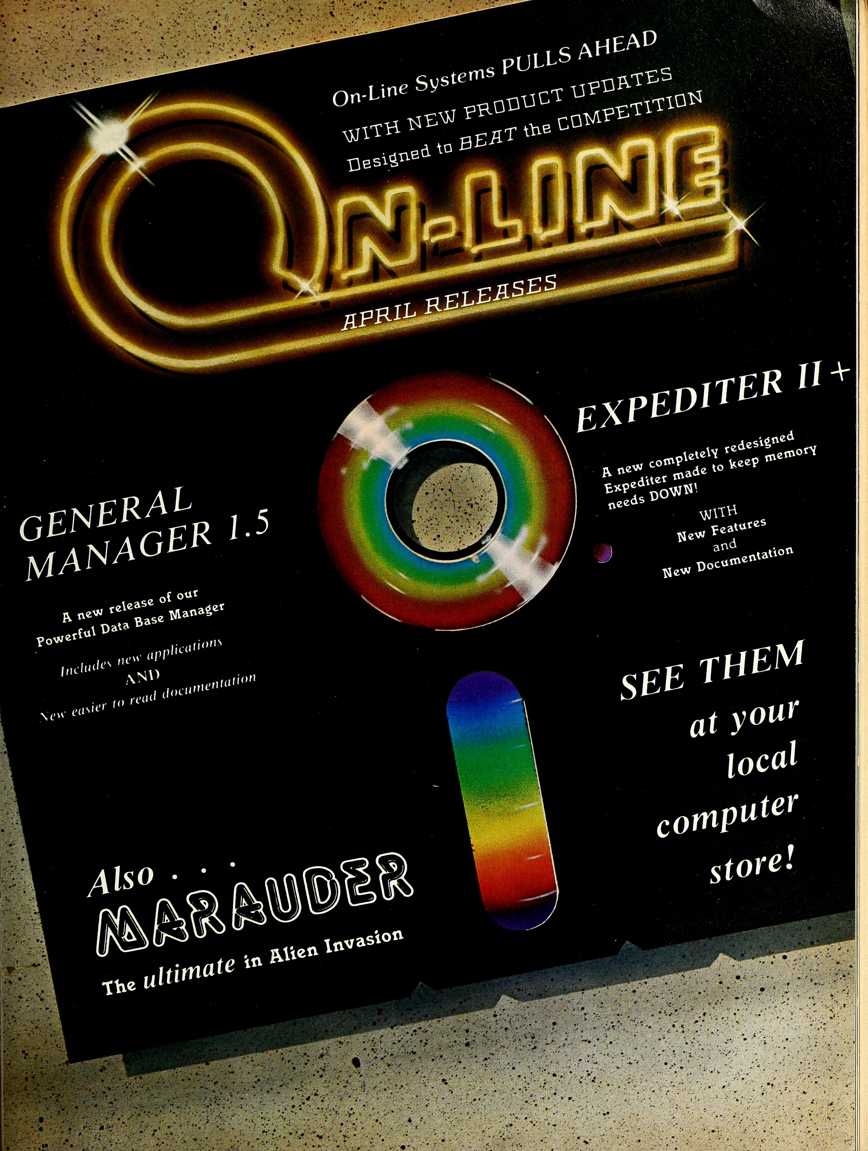 On-Line Systems PULLS AHEAD
WITH NEW PRODUCT UPDATES
Designed to BEAT the COMPETITION
ON-LINE
APRIL RELEASES
EXPEDITER II +
A new completely redesigned
Expediter made to keep memory
needs DOWN!
WITH
New Features
and
New Documentation
GENERAL
MANAGER 1.5
A new release of our
Powerful Data Base Manager
Includes new applications
AND
New easier to read documentation
SEE THEM
at your
local
computer
store!
Also . . .
MARAUDER
The ultimate in Alien Invasion